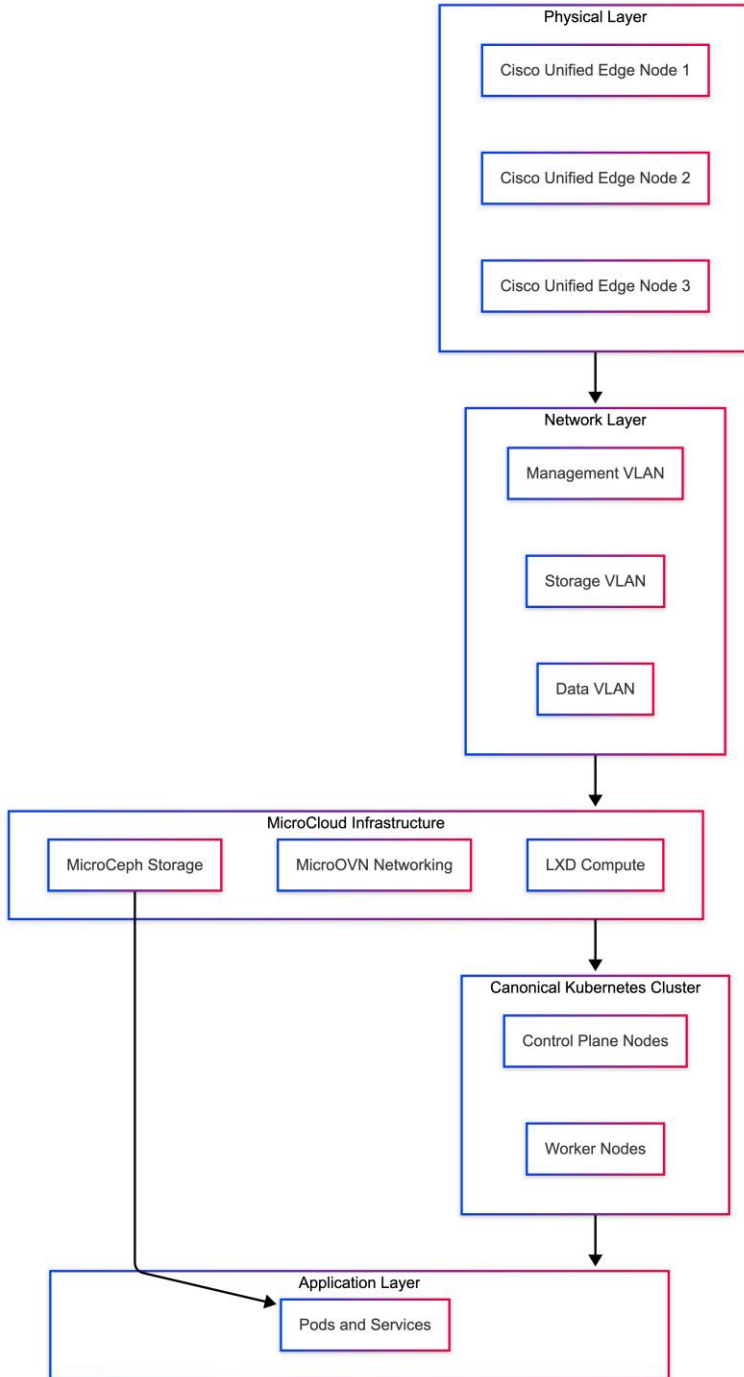 Physical Layer
Cisco Unified Edge Node 1
Cisco Unified Edge Node 2
Cisco Unified Edge Node 3
Network Layer
Management VLAN
Storage VLAN
Data VLAN
MicroCloud Infrastructure
MicroCeph Storage
MicroOVN Networking
LXD Compute
Canonical Kubernetes Cluster
Control Plane Nodes
Worker Nodes
Application Layer
Pods and Services